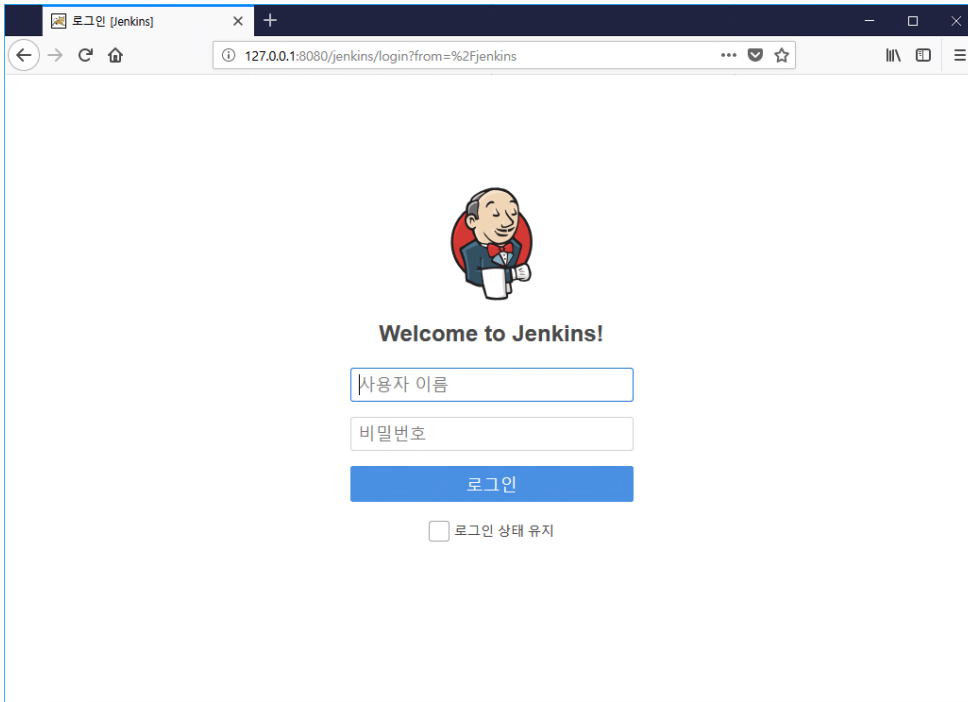 로그인 [Jenkins]
127.0.0.1:8080/jenkins/login?from=%2Fjenkins
Welcome to Jenkins!
사용자 이름
비밀번호
로그인
로그인 상태 유지